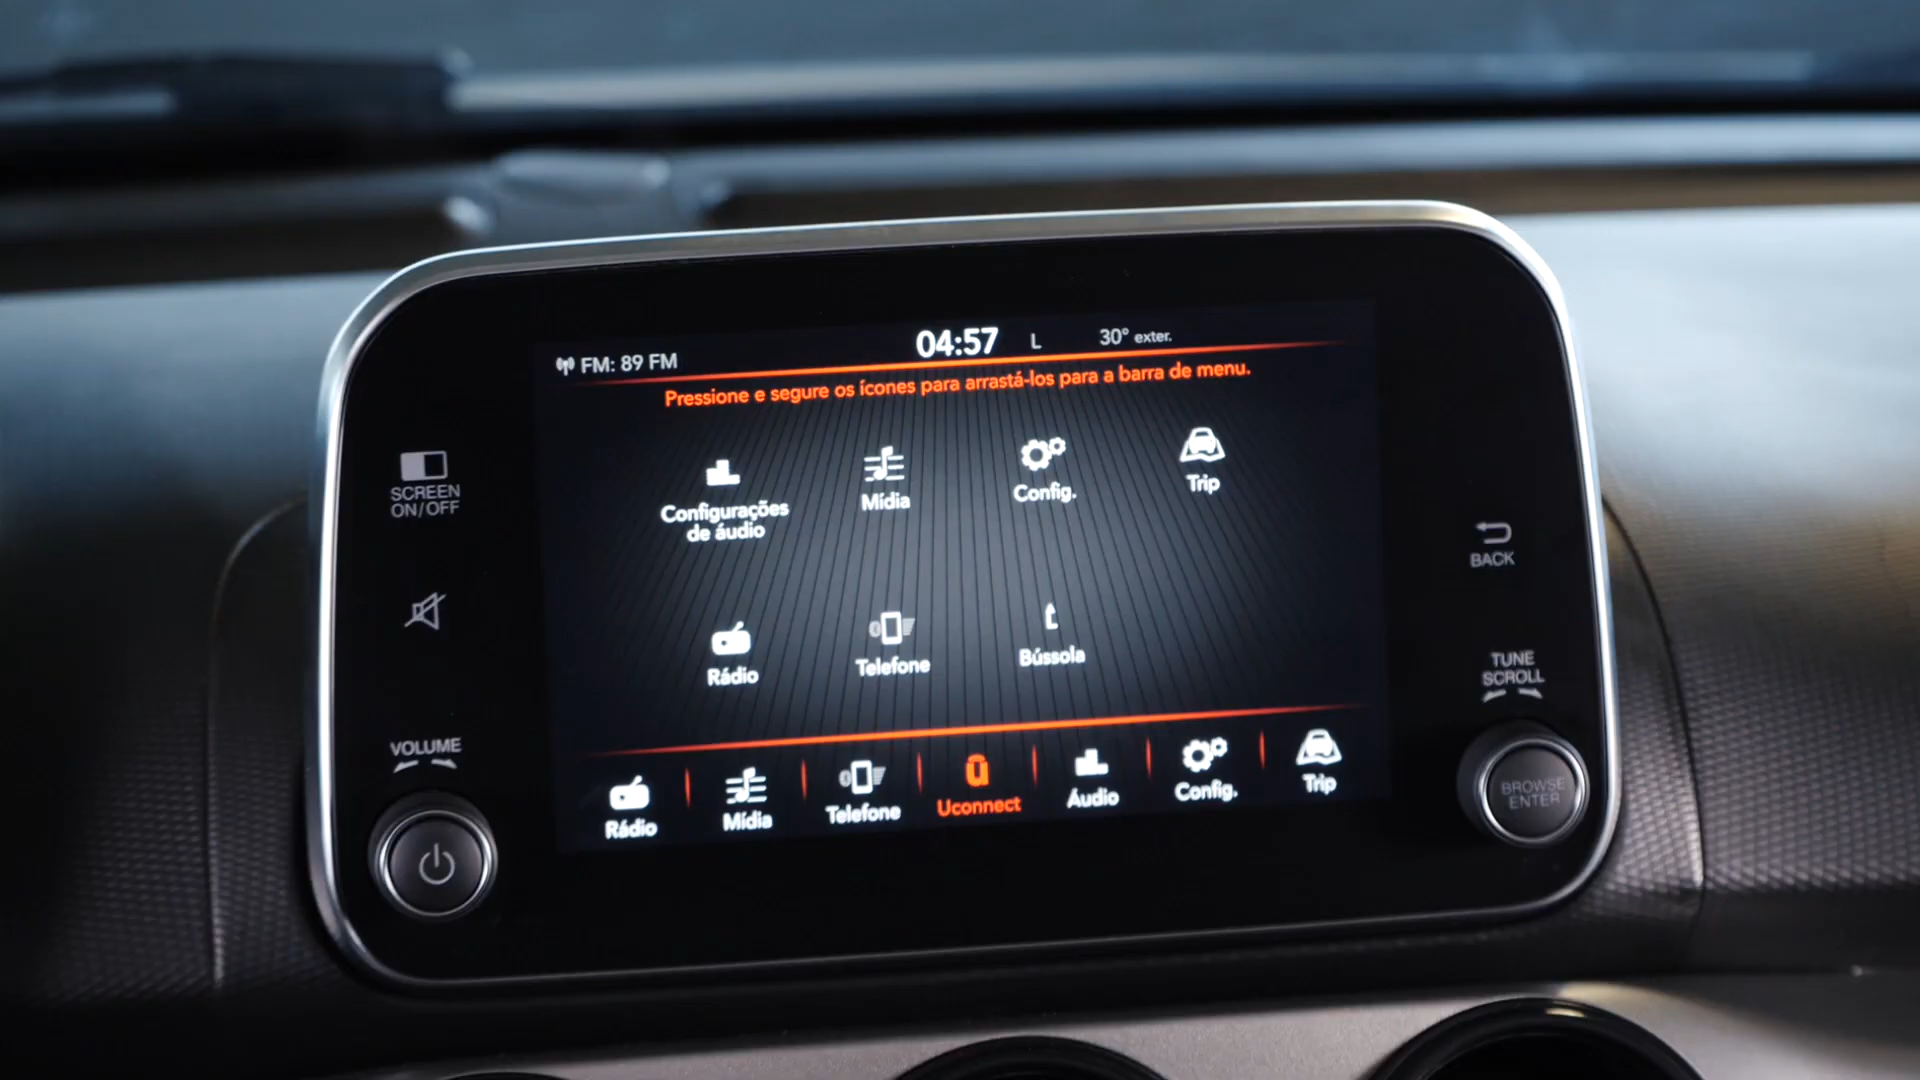 FM: 89 FM
04:57
L
30° exter.
Pressione e segure os ícones para arrastá-los para a barra de menu.
SCREEN
ON/OFF
Configurações
de áudio
Mídia
Config.
Trip
BACK
Rádio
Telefone
Bússola
TUNE
SCROLL
VOLUME
Rádio
Mídia
Telefone
Uconnect
Áudio
Config.
Trip
BROWSE
ENTER